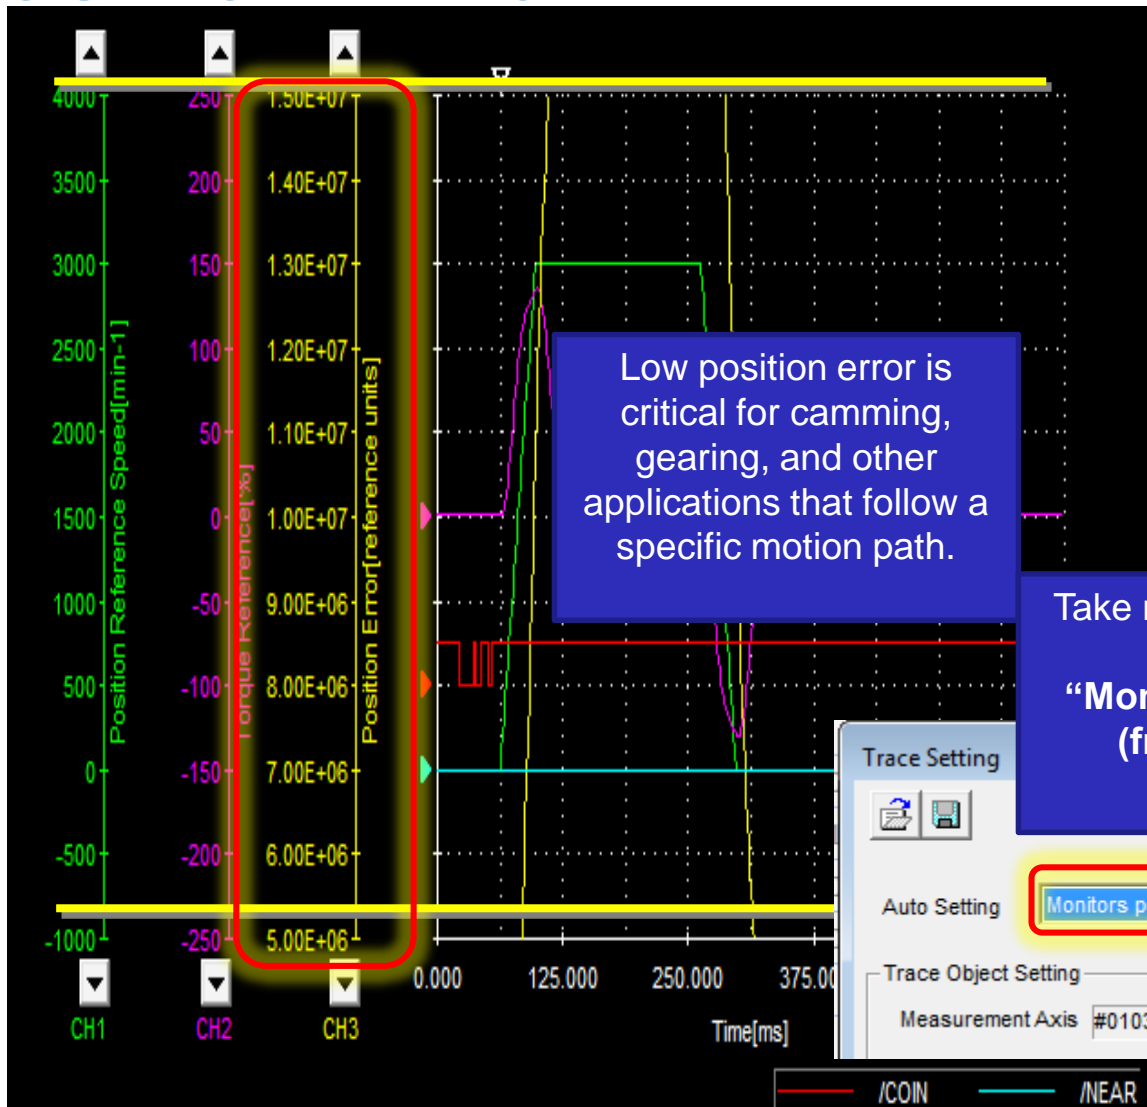 4000
3500
3000
2500
2000
1500
1000
500
0
-500
-1000
Position Reference Speed[min-1]
CH1
250
200
150
100
50
0
-50
-100
-150
-200
-250
Torque Reference[%]
CH2
1.50E+07
1.40E+07
1.30E+07
1.20E+07
1.10E+07
1.00E+07
9.00E+06
8.00E+06
7.00E+06
6.00E+06
5.00E+06
Position Error[reference units]
CH3
0.000 125.000 250.000 375.00
Time[ms]
Low position error is
critical for camming,
gearing, and other
applications that follow a
specific motion path.
Take
Trace Setting
Auto Setting
Monitors
Trace Object Setting
Measurement Axis #0103
/COIN /NEAR